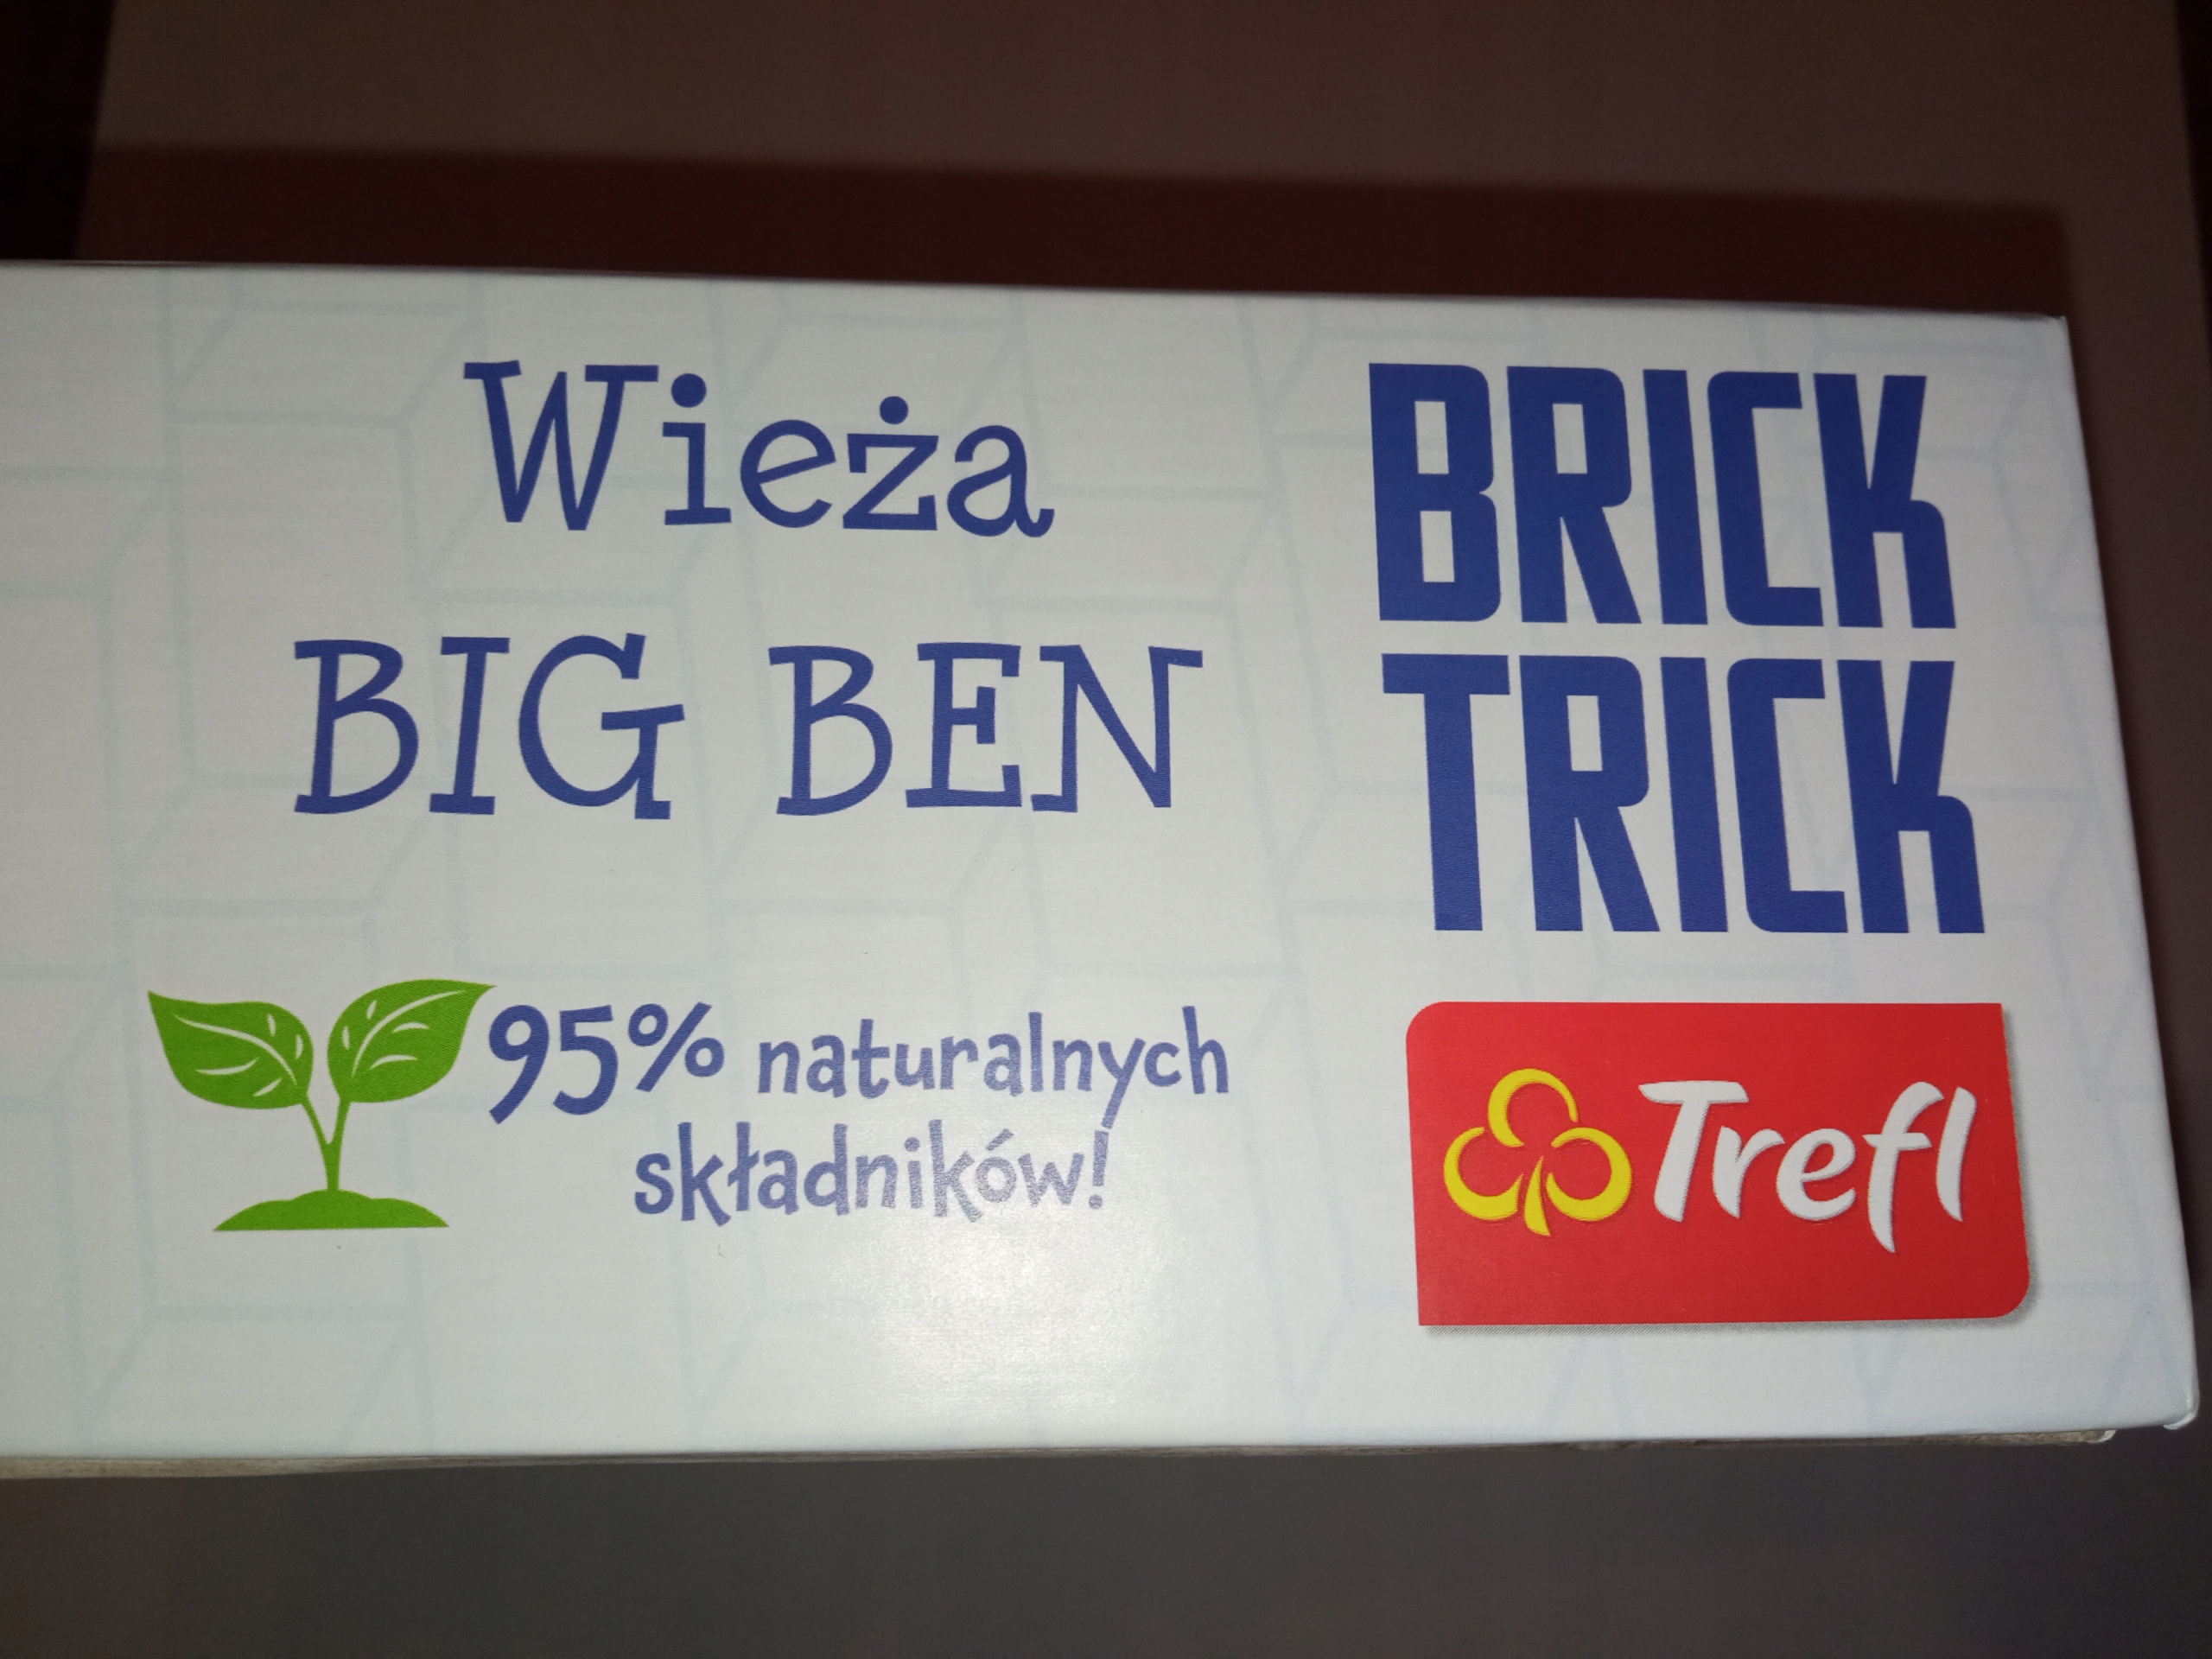 Wieża
BIG BEN
95% naturalnych
składników!
BRICK
TRICK
Trefl